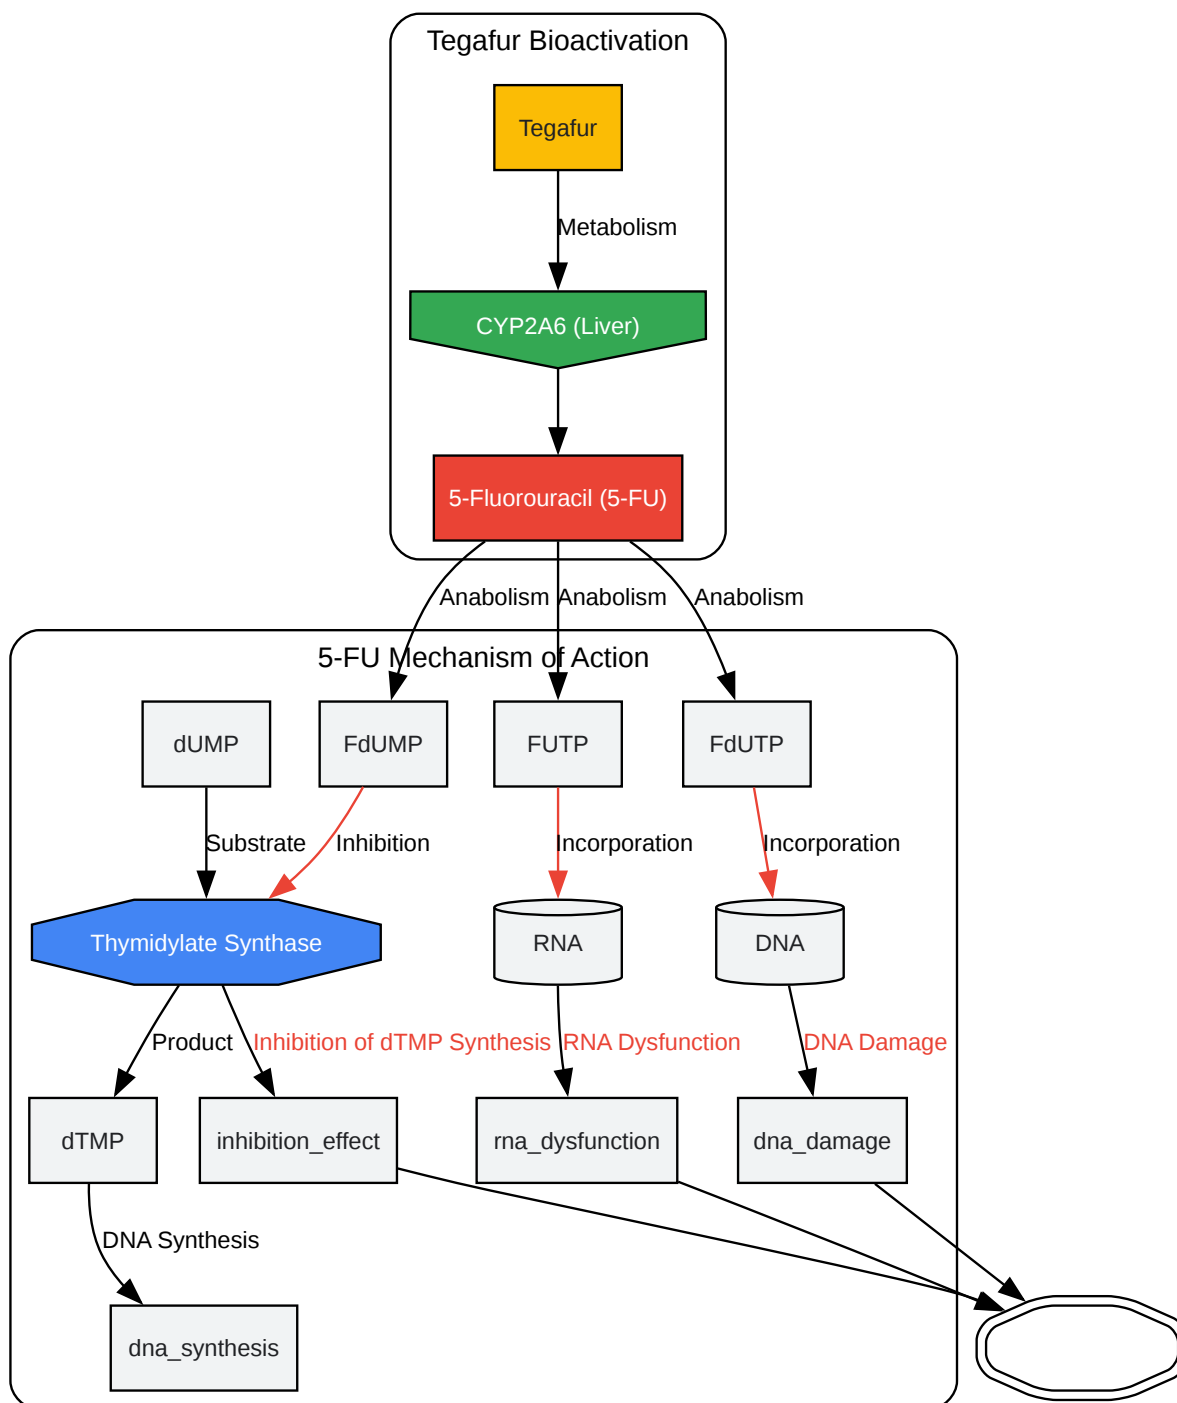 Tegafur Bioactivation
Tegafur
Metabolism
CYP2A6 (Liver)
5-Fluorouracil (5-FU)
Anabolism
Anabolism
Anabolism
5-FU Mechanism of Action
dUMP
FdUMP
FUTP
FdUTP
Substrate
Inhibition
Incorporation
Incorporation
Thymidylate Synthase
RNA
DNA
Product
Inhibition of dTMP Synthesis
RNA Dysfunction
DNA Damage
dTMP
inhibition_effect
rna_dysfunction
dna_damage
DNA Synthesis
dna_synthesis